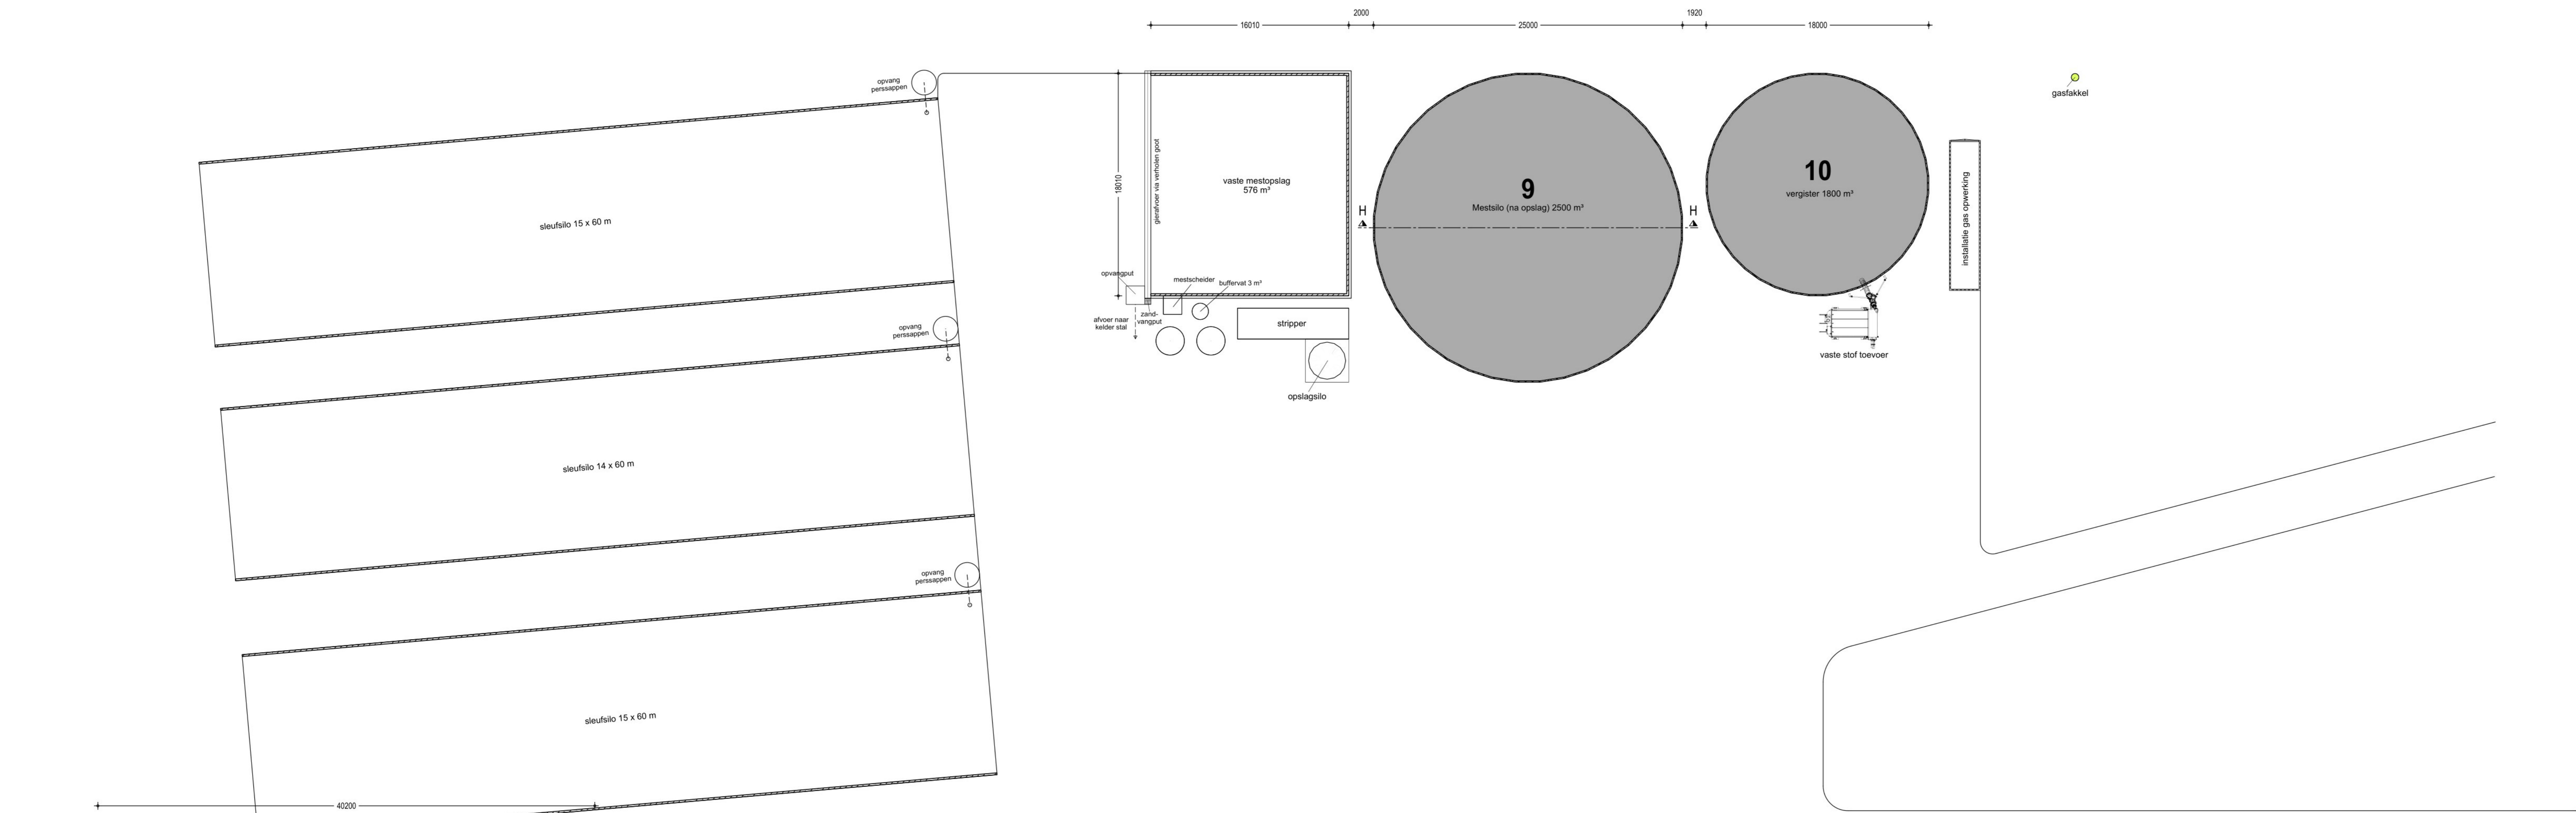 2000
1920
16010
25000
18000
opvang
perssappen
gasfakkel
18010
gierafvoer via verholen goot
vaste mestopslag
576 m³
9
Mestsilo (na opslag) 2500 m³
10
vergister 1800 m³
installatie gas opwerking
H
H
sleufsilo 15 x 60 m
opvangput
mestscheider
buffervat 3 m³
afvoer naar
kelder stal
zand-
vangput
stripper
opvang
perssappen
vaste stof toevoer
opslagsilo
sleufsilo 14 x 60 m
opvang
perssappen
sleufsilo 15 x 60 m
40200